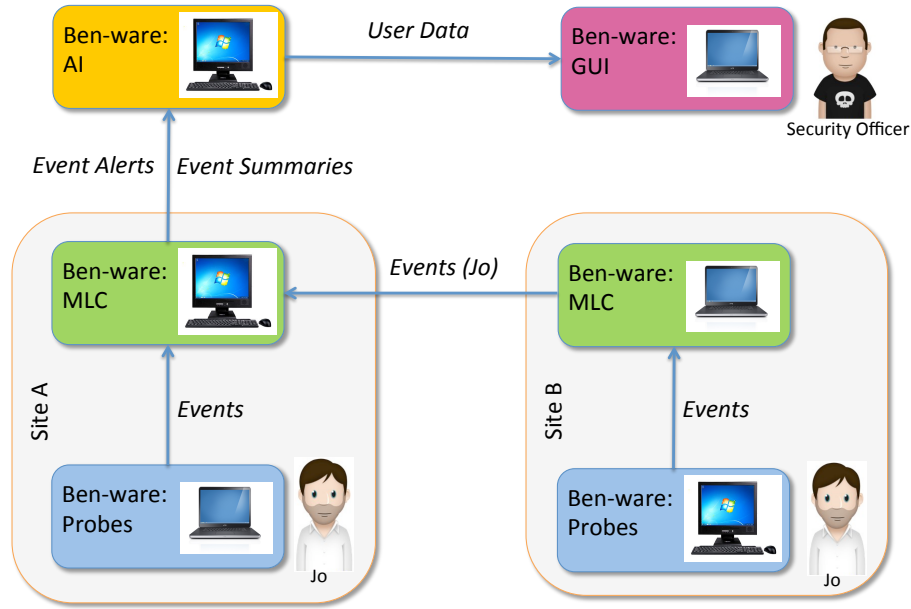 Ben-ware:
AI
User Data
Ben-ware:
GUI
Security Officer
Event Alerts
Event Summaries
Site A
Ben-ware:
MLC
Events (Jo)
Ben-ware:
MLC
Site B
Events
Events
Ben-ware:
Probes
Jo
Ben-ware:
Probes
Jo